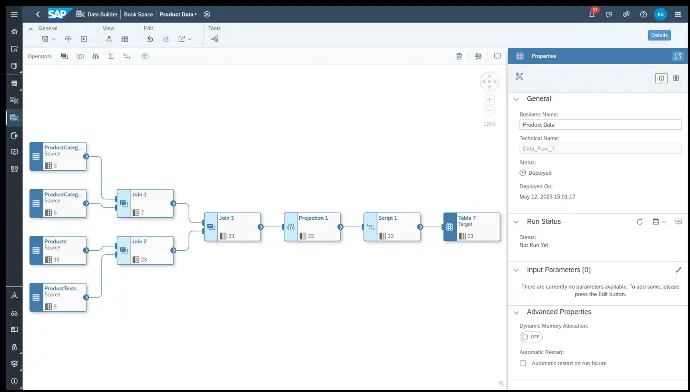 SAP Data Builder Book Space Product Data •
General View Edit Tools
Details
Operators:
120%
ProductCateg...
Source
3
ProductCateg...
Source
5
Products
Source
19
ProductTexts
Source
5
Join 1
7
Join 2
23
Join 3
23
Projection 1
23
Script 1
23
Table 7
Target
23
Properties
General
Business Name:
Product Data
Technical Name:
Data_Flow_7
Status:
Deployed
Deployed On:
May 12, 2023 15:01:17
Run Status
Status:
Not Run Yet
Input Parameters (0)
There are currently no parameters available. To add some, please
press the Edit button.
Advanced Properties
Dynamic Memory Allocation:
OFF
Automatic Restart:
Automatic restart on run failure